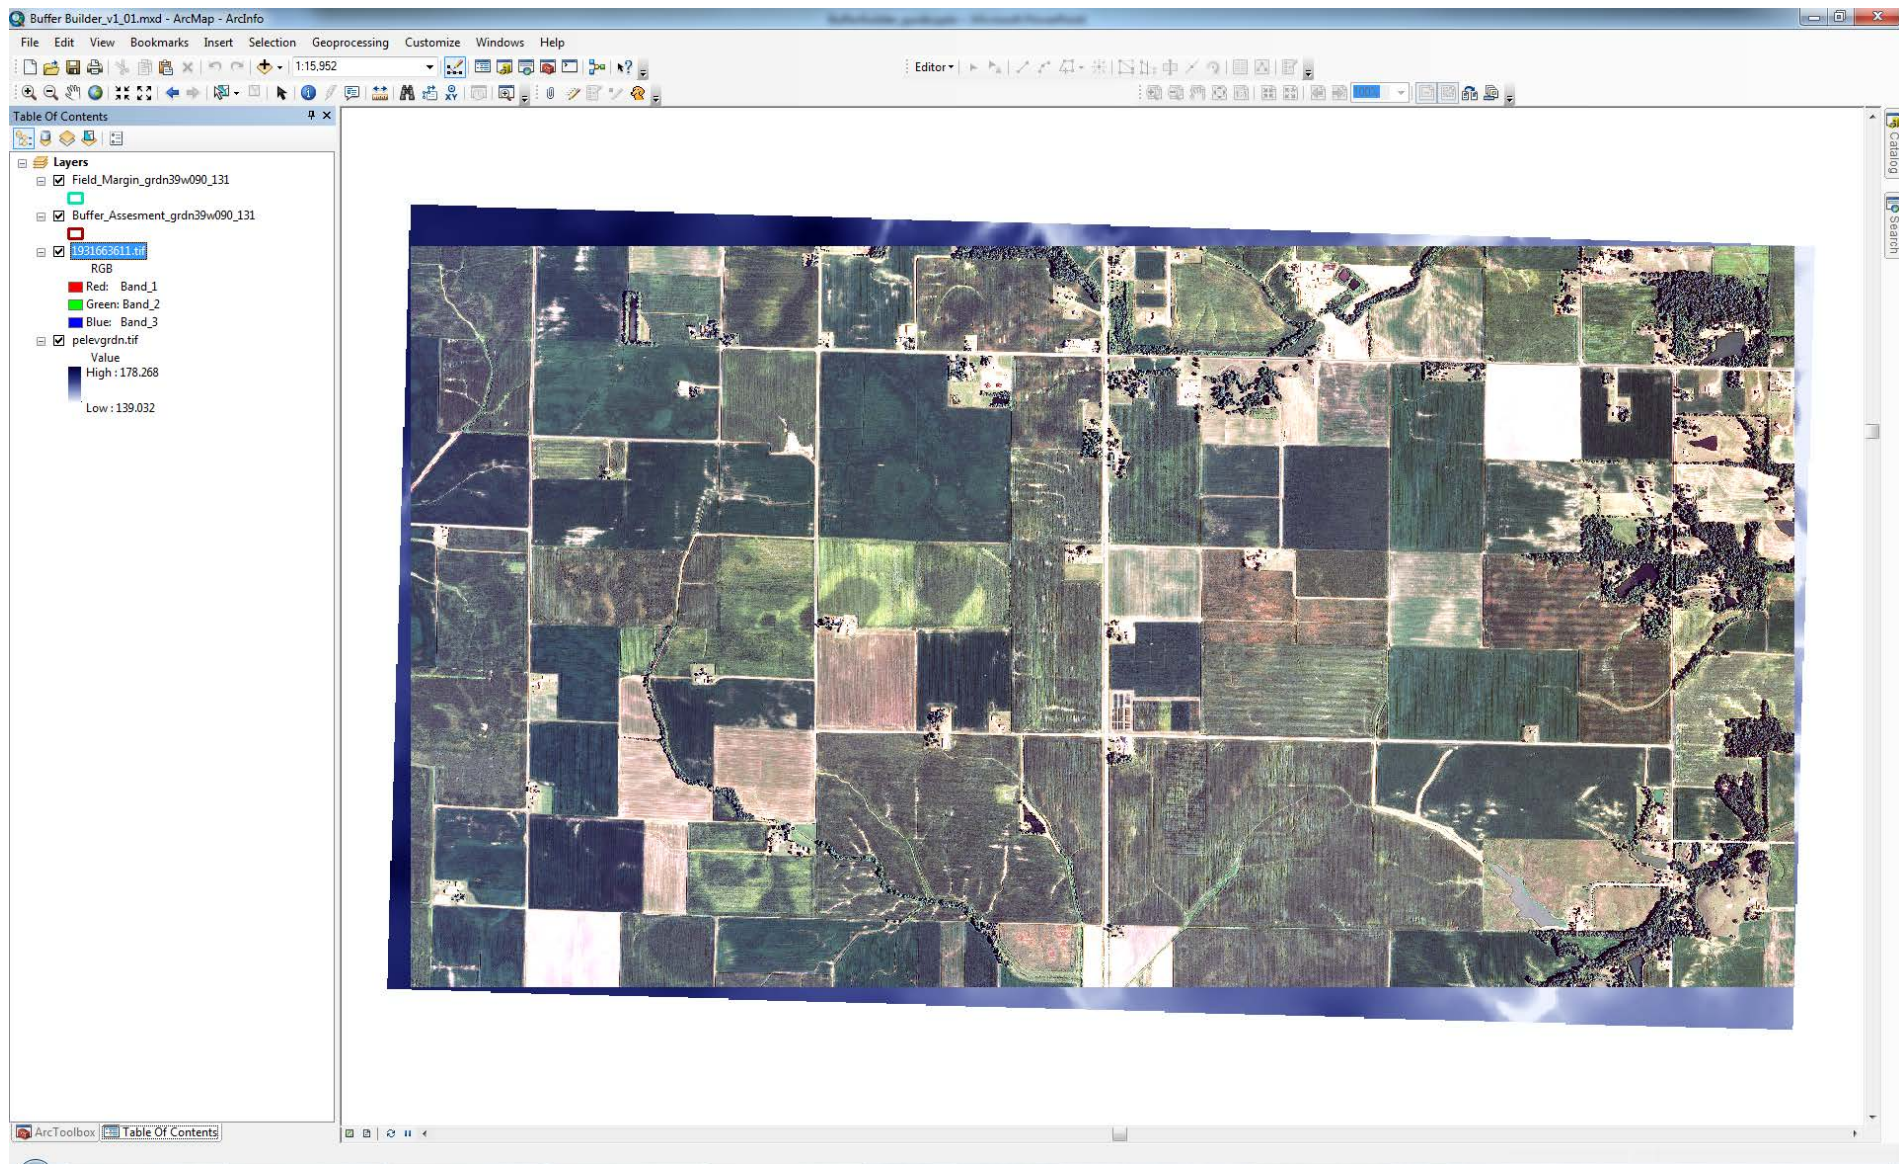 Buffer Builder_v1_01.mxd - ArcMap - ArcInfo
File Edit View Bookmarks Insert Selection Geoprocessing Customize Windows Help
1:15,952
Editor
100%
Table Of Contents
Layers
Field_Margin_grdn39w090_131
Buffer_Assesment_grdn39w090_131
1931663611.tif
RGB
Red: Band_1
Green: Band_2
Blue: Band_3
pelevgrdn.tif
Value
High : 178.268
Low : 139.032
Catalog
Search
ArcToolbox
Table Of Contents